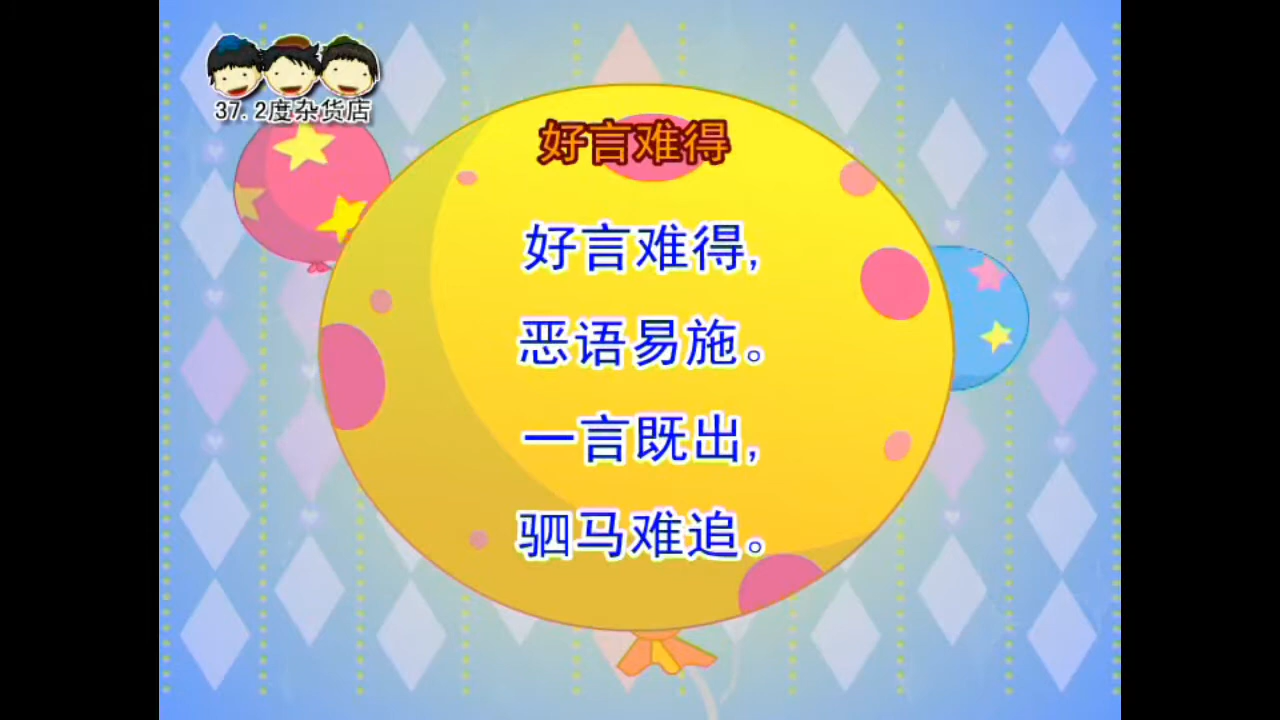 37.2度杂货店
好言难得
好言难得,
恶语易施。
一言既出,
驷马难追。